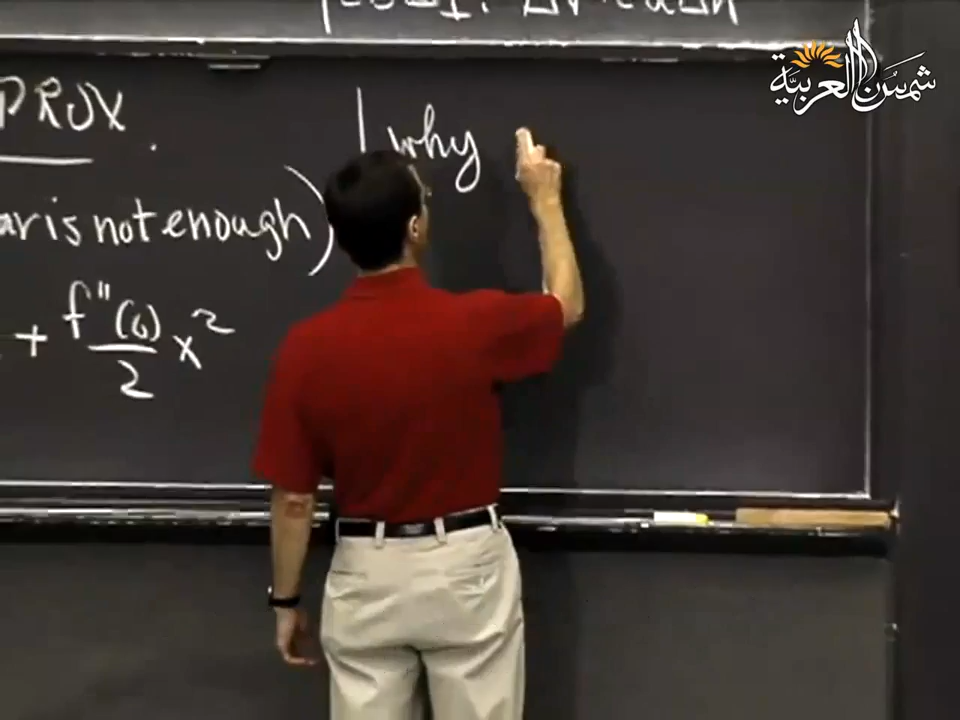 PROX.
ar is not enough)
+ f''(0)/2 x²
why
شمس العربية